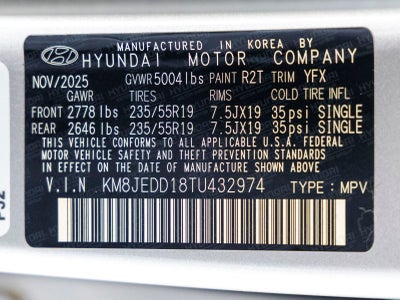 MANUFACTURED IN KOREA BY
HYUNDAI MOTOR COMPANY
NOV/2025 GVWR 5004 lbs PAINT R2T TRIM YFX
GAWR TIRES RIMS COLD TIRE INFL
FRONT 2778 lbs 235/55R19 7.5JX19 35psi SINGLE
REAR 2646 lbs 235/55R19 7.5JX19 35psi SINGLE
THIS VEHICLE CONFORMS TO ALL APPLICABLE U.S.A. FEDERAL
MOTOR VEHICLE SAFETY, BUMPER AND THEFT PREVENTION STANDARDS
IN EFFECT ON THE DATE OF MANUFACTURE SHOWN ABOVE.
V.I.N KM8JEDD18TU432974 TYPE : MPV